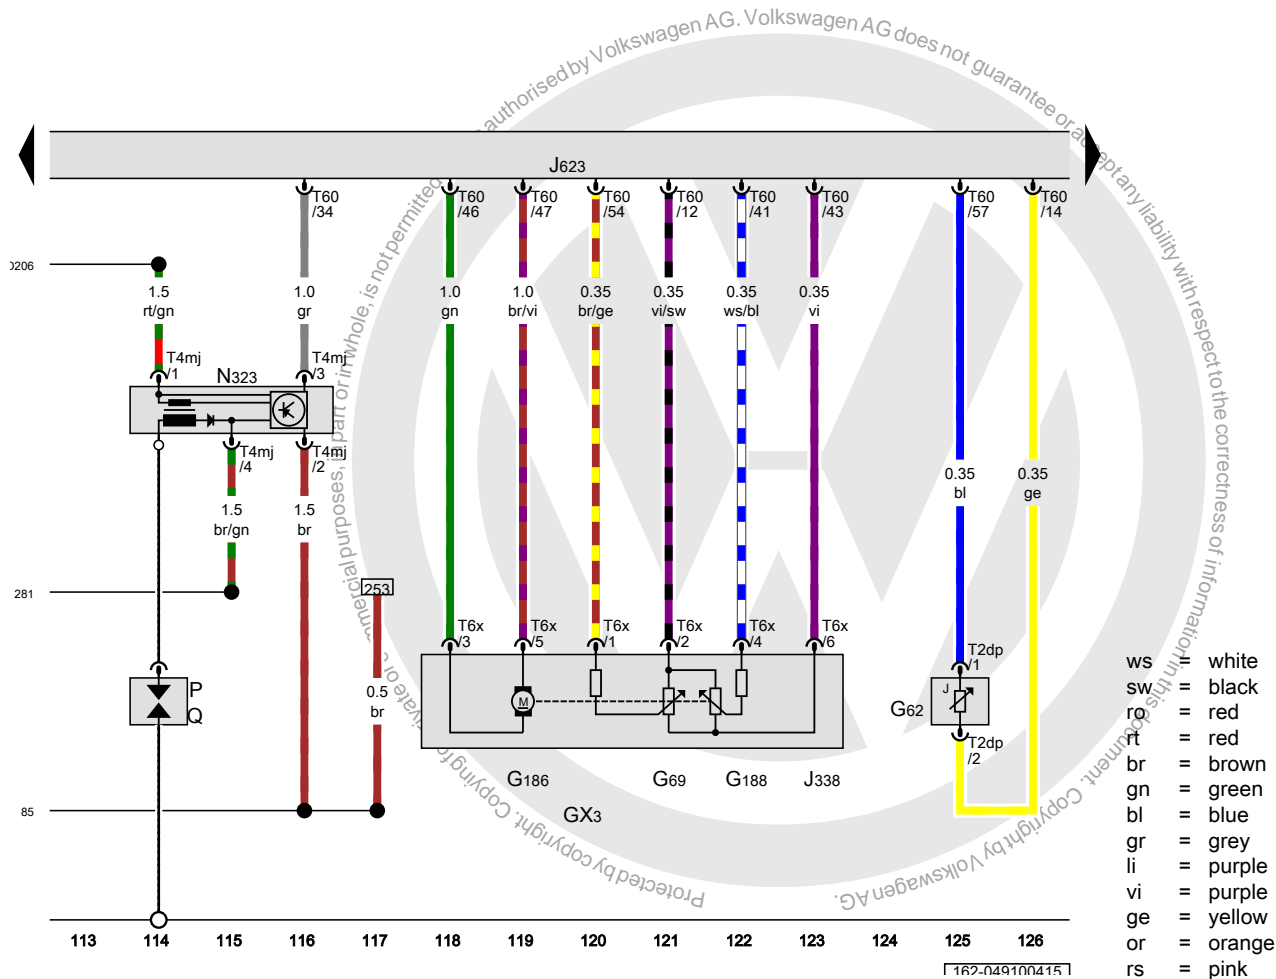 authorised by Volkswagen AG. Volkswagen AG does not guarantee or acceptany liability with respect to the correctness of information in this document. Copyright by Volkswagen AG.
Protected by copyright. Copying for private or commercial purposes, in part or in whole, is not permitted
J623
T60 /34
T60 /46
T60 /47
T60 /54
T60 /12
T60 /41
T60 /43
T60 /57
T60 /14
206
1.5 rt/gn
1.0 gr
1.0 gn
1.0 br/vi
0.35 br/ge
0.35 vi/sw
0.35 ws/bl
0.35 vi
T4mj /1
N323
T4mj /3
T4mj /4
T4mj /2
0.35 bl
0.35 ge
1.5 br/gn
1.5 br
281
253
T6x /3
T6x /5
T6x /1
T6x /2
T6x /4
T6x /6
T2dp /1
P
Q
0.5 br
M
J
G62
T2dp /2
G186
G69
G188
J338
GX3
85
ws = white
sw = black
ro = red
rt = red
br = brown
gn = green
bl = blue
gr = grey
li = purple
vi = purple
ge = yellow
or = orange
rs = pink
113 114 115 116 117 118 119 120 121 122 123 124 125 126
162-049100415